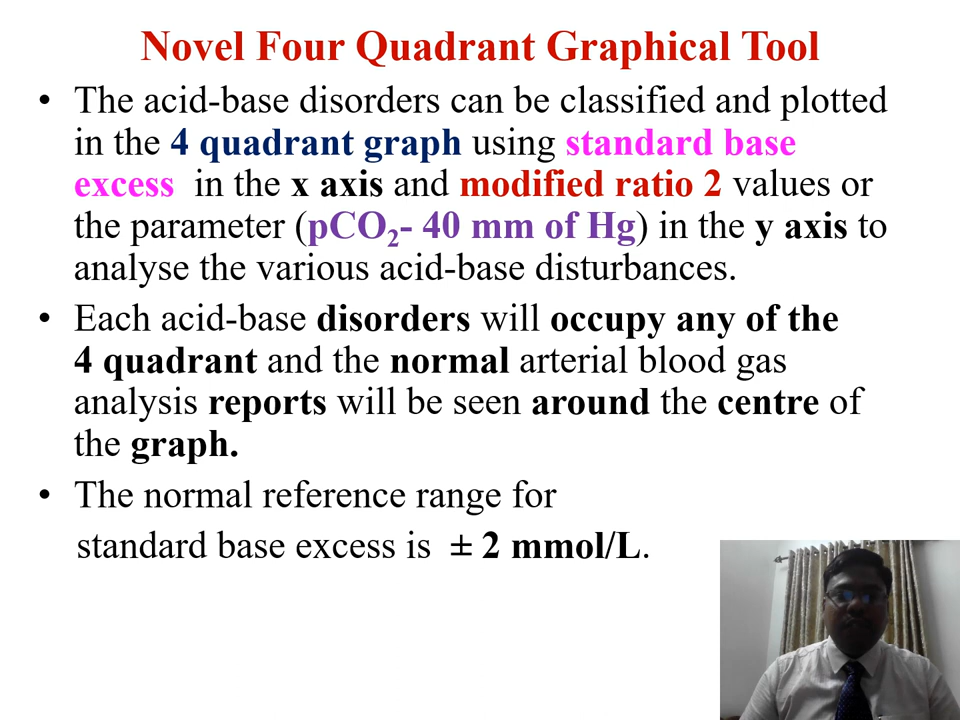 Novel Four Quadrant Graphical Tool
• The acid-base disorders can be classified and plotted
in the 4 quadrant graph using standard base
excess in the x axis and modified ratio 2 values or
the parameter (pCO2- 40 mm of Hg) in the y axis to
analyse the various acid-base disturbances.
• Each acid-base disorders will occupy any of the
4 quadrant and the normal arterial blood gas
analysis reports will be seen around the centre of
the graph.
• The normal reference range for
standard base excess is ± 2 mmol/L.